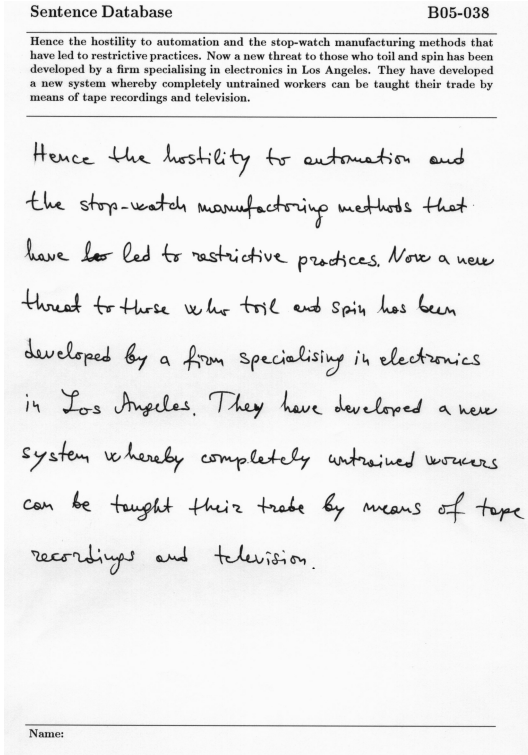 Sentence Database B05-038
Hence the hostility to automation and the stop-watch manufacturing methods that
have led to restrictive practices. Now a new threat to those who toil and spin has been
developed by a firm specialising in electronics in Los Angeles. They have developed
a new system whereby completely untrained workers can be taught their trade by
means of tape recordings and television.
Hence the hostility to automation and
the stop-watch manufactoring methods that
have led to restrictive practices. Now a new
threat to those who toil and spin has been
developed by a firm specialising in electronics
in Los Angeles. They have developed a new
system whereby completely untrained workers
can be taught their trade by means of tape
recordings and television.
Name: